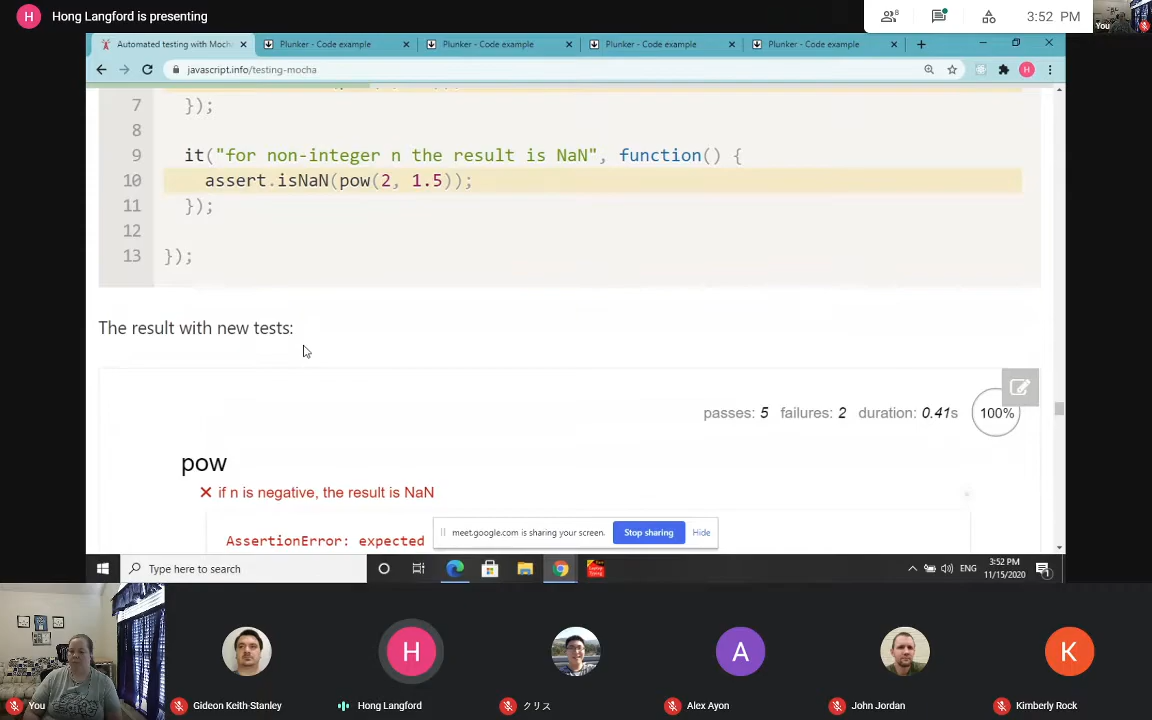 Hong Langford is presenting
H
8
3:52 PM
You
Automated testing with Moch
Plunker - Code example
Plunker - Code example
Plunker - Code example
Plunker - Code example
javascript.info/testing-mocha
H
7 });
8
9 it("for non-integer n the result is NaN", function() {
10 assert.isNaN(pow(2, 1.5));
11 });
12
13 });
The result with new tests:
passes: 5 failures: 2 duration: 0.41s 100%
pow
if n is negative, the result is NaN
AssertionError: expected
meet.google.com is sharing your screen. Stop sharing Hide
Type here to search
ENG
3:52 PM
11/15/2020
1
H
A
K
You
Gideon Keith-Stanley
Hong Langford
クリス
Alex Ayon
John Jordan
Kimberly Rock